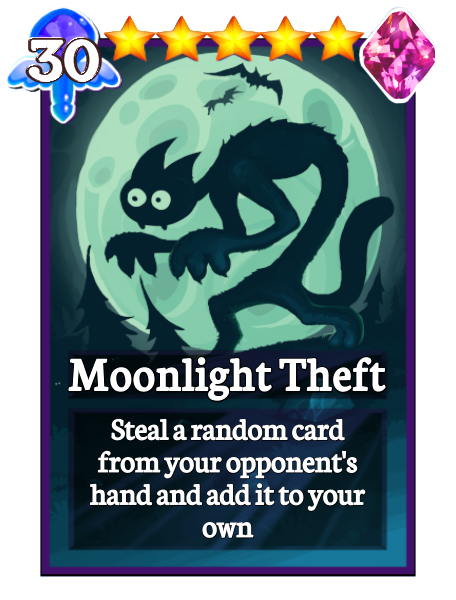 30
Moonlight Theft
Steal a random card
from your opponent's
hand and add it to your
own